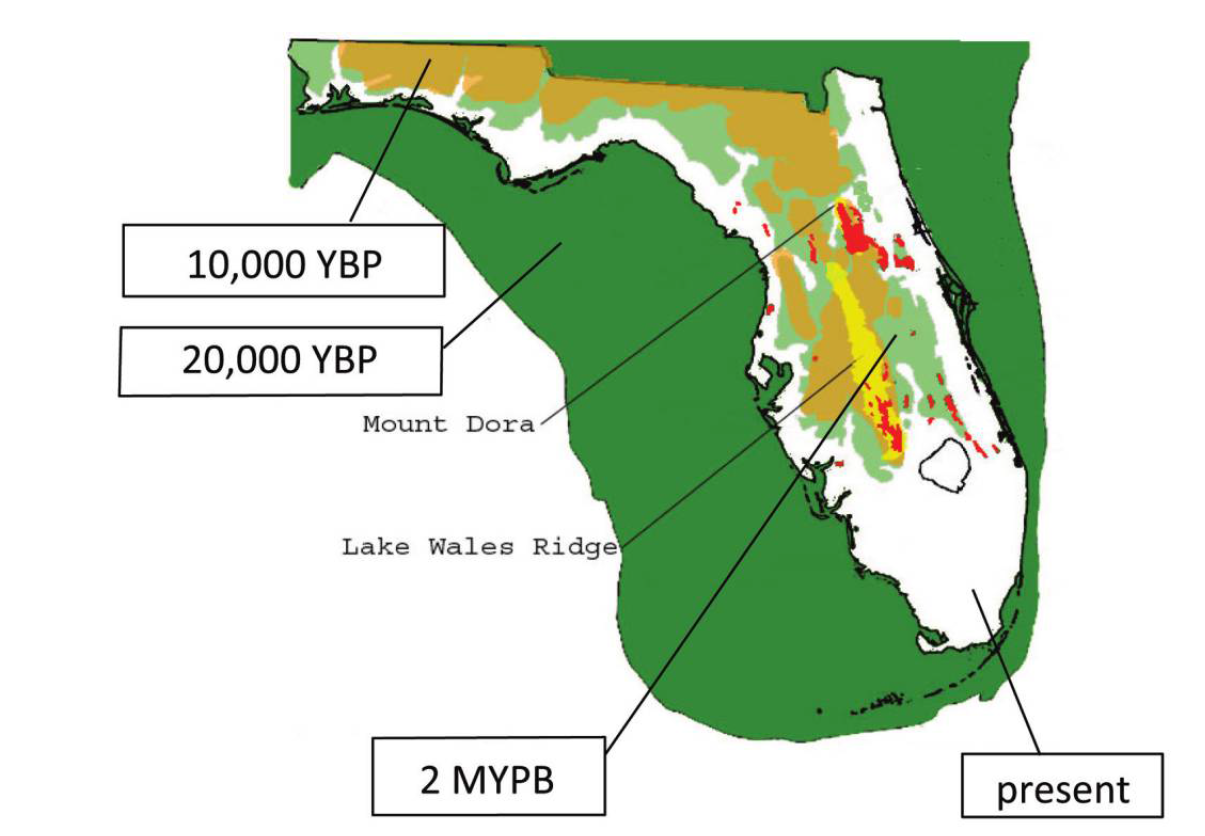 10,000 YBP
20,000 YBP
Mount Dora
Lake Wales Ridge
2 MYPB
present